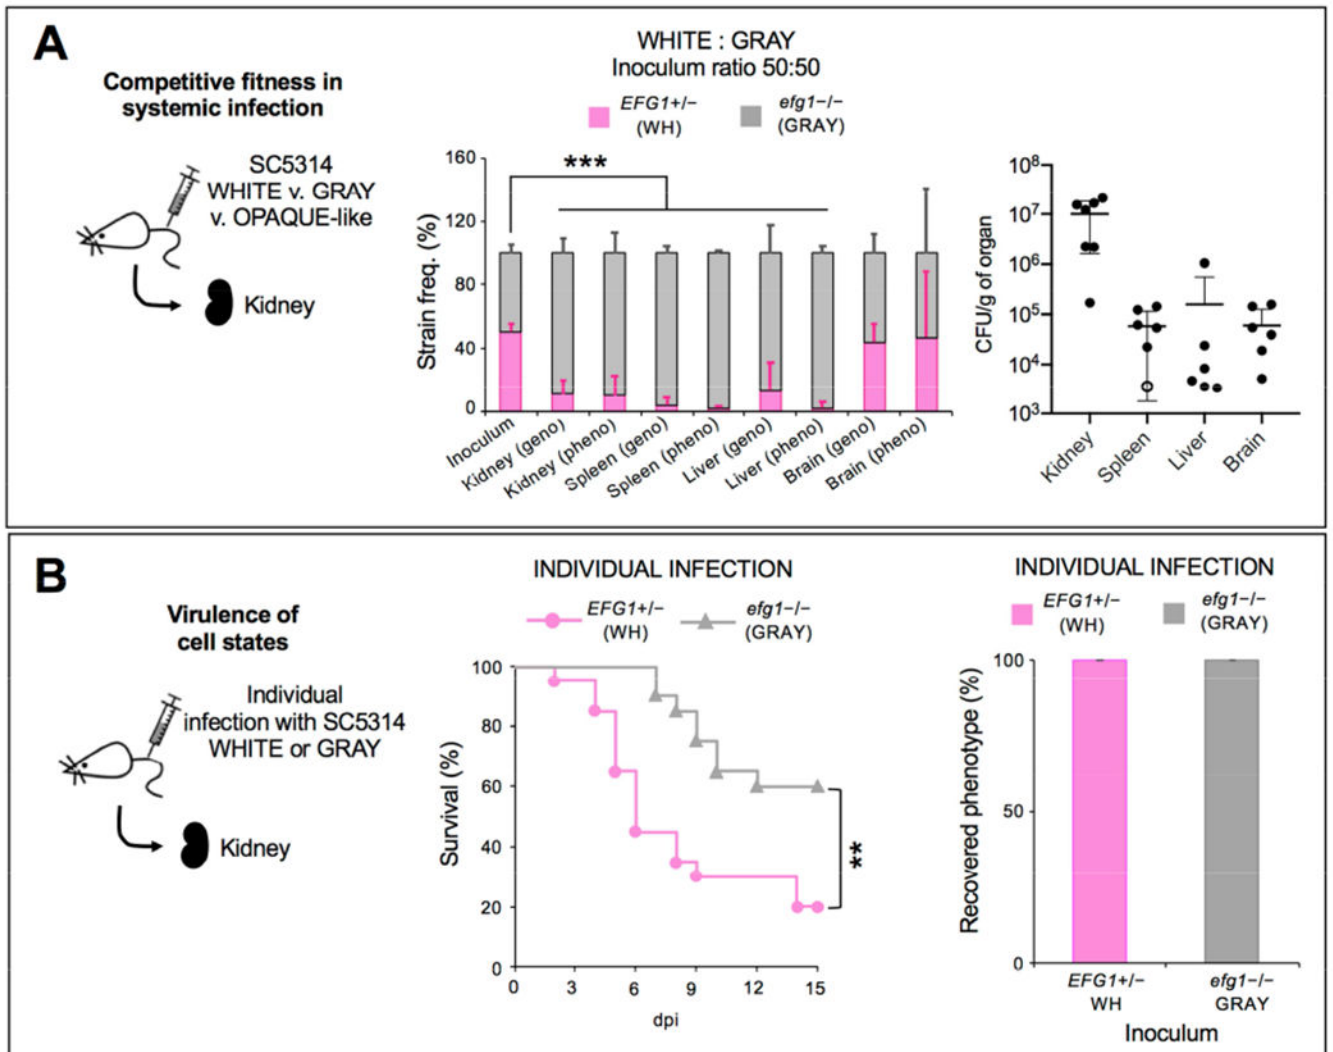 A
Competitive fitness in
systemic infection
SC5314
WHITE v. GRAY
v. OPAQUE-like
Kidney
WHITE : GRAY
Inoculum ratio 50:50
EFG1+/−
(WH)
efg1−/−
(GRAY)
Strain freq. (%)
160
120
80
40
0
***
Inoculum
Kidney (geno)
Kidney (pheno)
Spleen (geno)
Spleen (pheno)
Liver (geno)
Liver (pheno)
Brain (geno)
Brain (pheno)
CFU/g of organ
10⁸
10⁷
10⁶
10⁵
10⁴
10³
Kidney
Spleen
Liver
Brain
B
Virulence of
cell states
Individual
infection with SC5314
WHITE or GRAY
Kidney
INDIVIDUAL INFECTION
EFG1+/−
(WH)
efg1−/−
(GRAY)
Survival (%)
100
80
60
40
20
0
**
0 3 6 9 12 15
dpi
INDIVIDUAL INFECTION
EFG1+/−
(WH)
efg1−/−
(GRAY)
Recovered phenotype (%)
100
50
0
EFG1+/−
WH
efg1−/−
GRAY
Inoculum